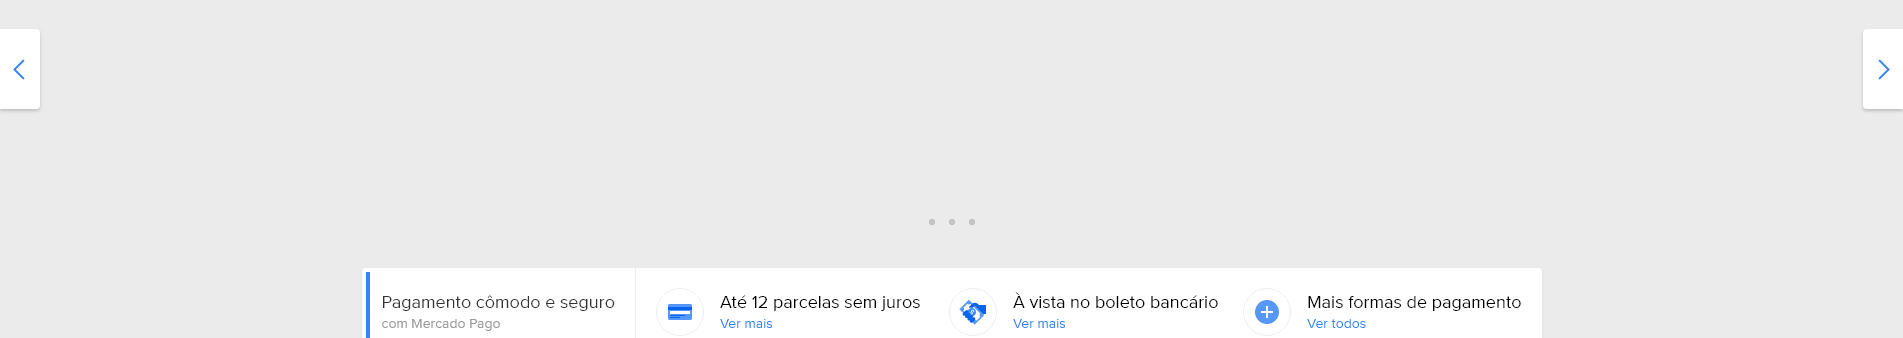 Pagamento cômodo e seguro
com Mercado Pago
Até 12 parcelas sem juros
Ver mais
À vista no boleto bancário
Ver mais
Mais formas de pagamento
Ver todos